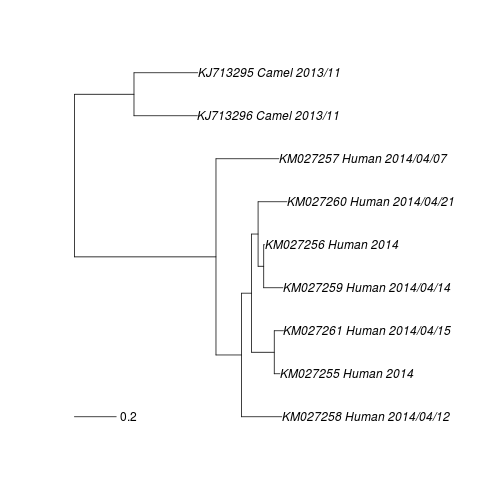 KJ713295 Camel 2013/11
KJ713296 Camel 2013/11
KM027257 Human 2014/04/07
KM027260 Human 2014/04/21
KM027256 Human 2014
KM027259 Human 2014/04/14
KM027261 Human 2014/04/15
KM027255 Human 2014
KM027258 Human 2014/04/12
0.2